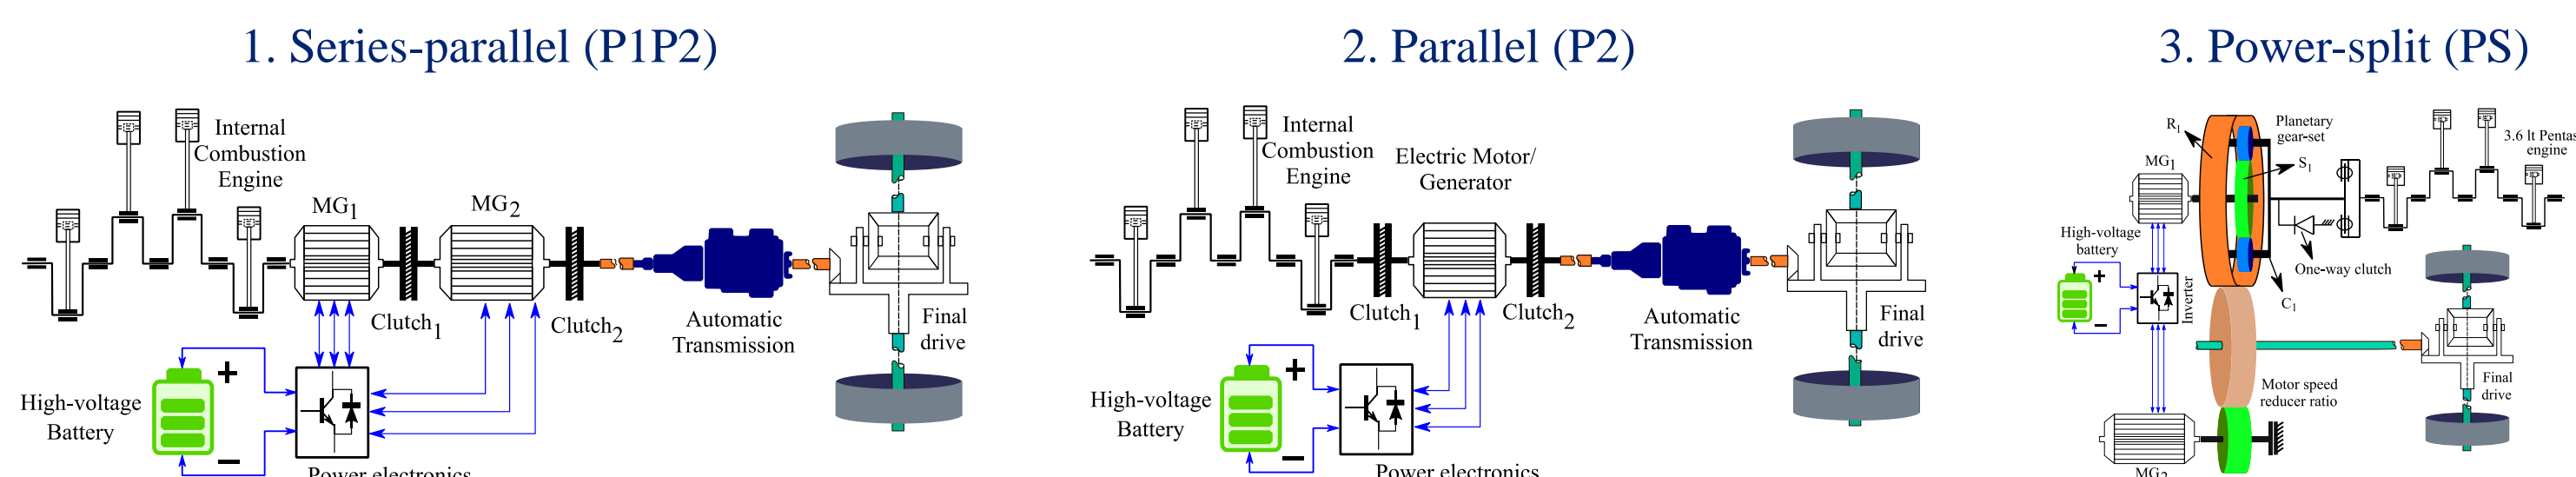 1. Series-parallel (P1P2)
Internal
Combustion
Engine
MG1
MG2
Clutch1
Clutch2
Automatic
Transmission
Final
drive
High-voltage
Battery
+
−
Power electronics
2. Parallel (P2)
Internal
Combustion
Engine
Electric Motor/
Generator
Clutch1
Clutch2
Automatic
Transmission
Final
drive
High-voltage
Battery
+
−
Power electronics
3. Power-split (PS)
R1
Planetary
gear-set
3.6 lt Pentas
engine
MG1
S1
High-voltage
battery
+
−
Inverter
One-way clutch
C1
Motor speed
reducer ratio
Final
drive
MG2